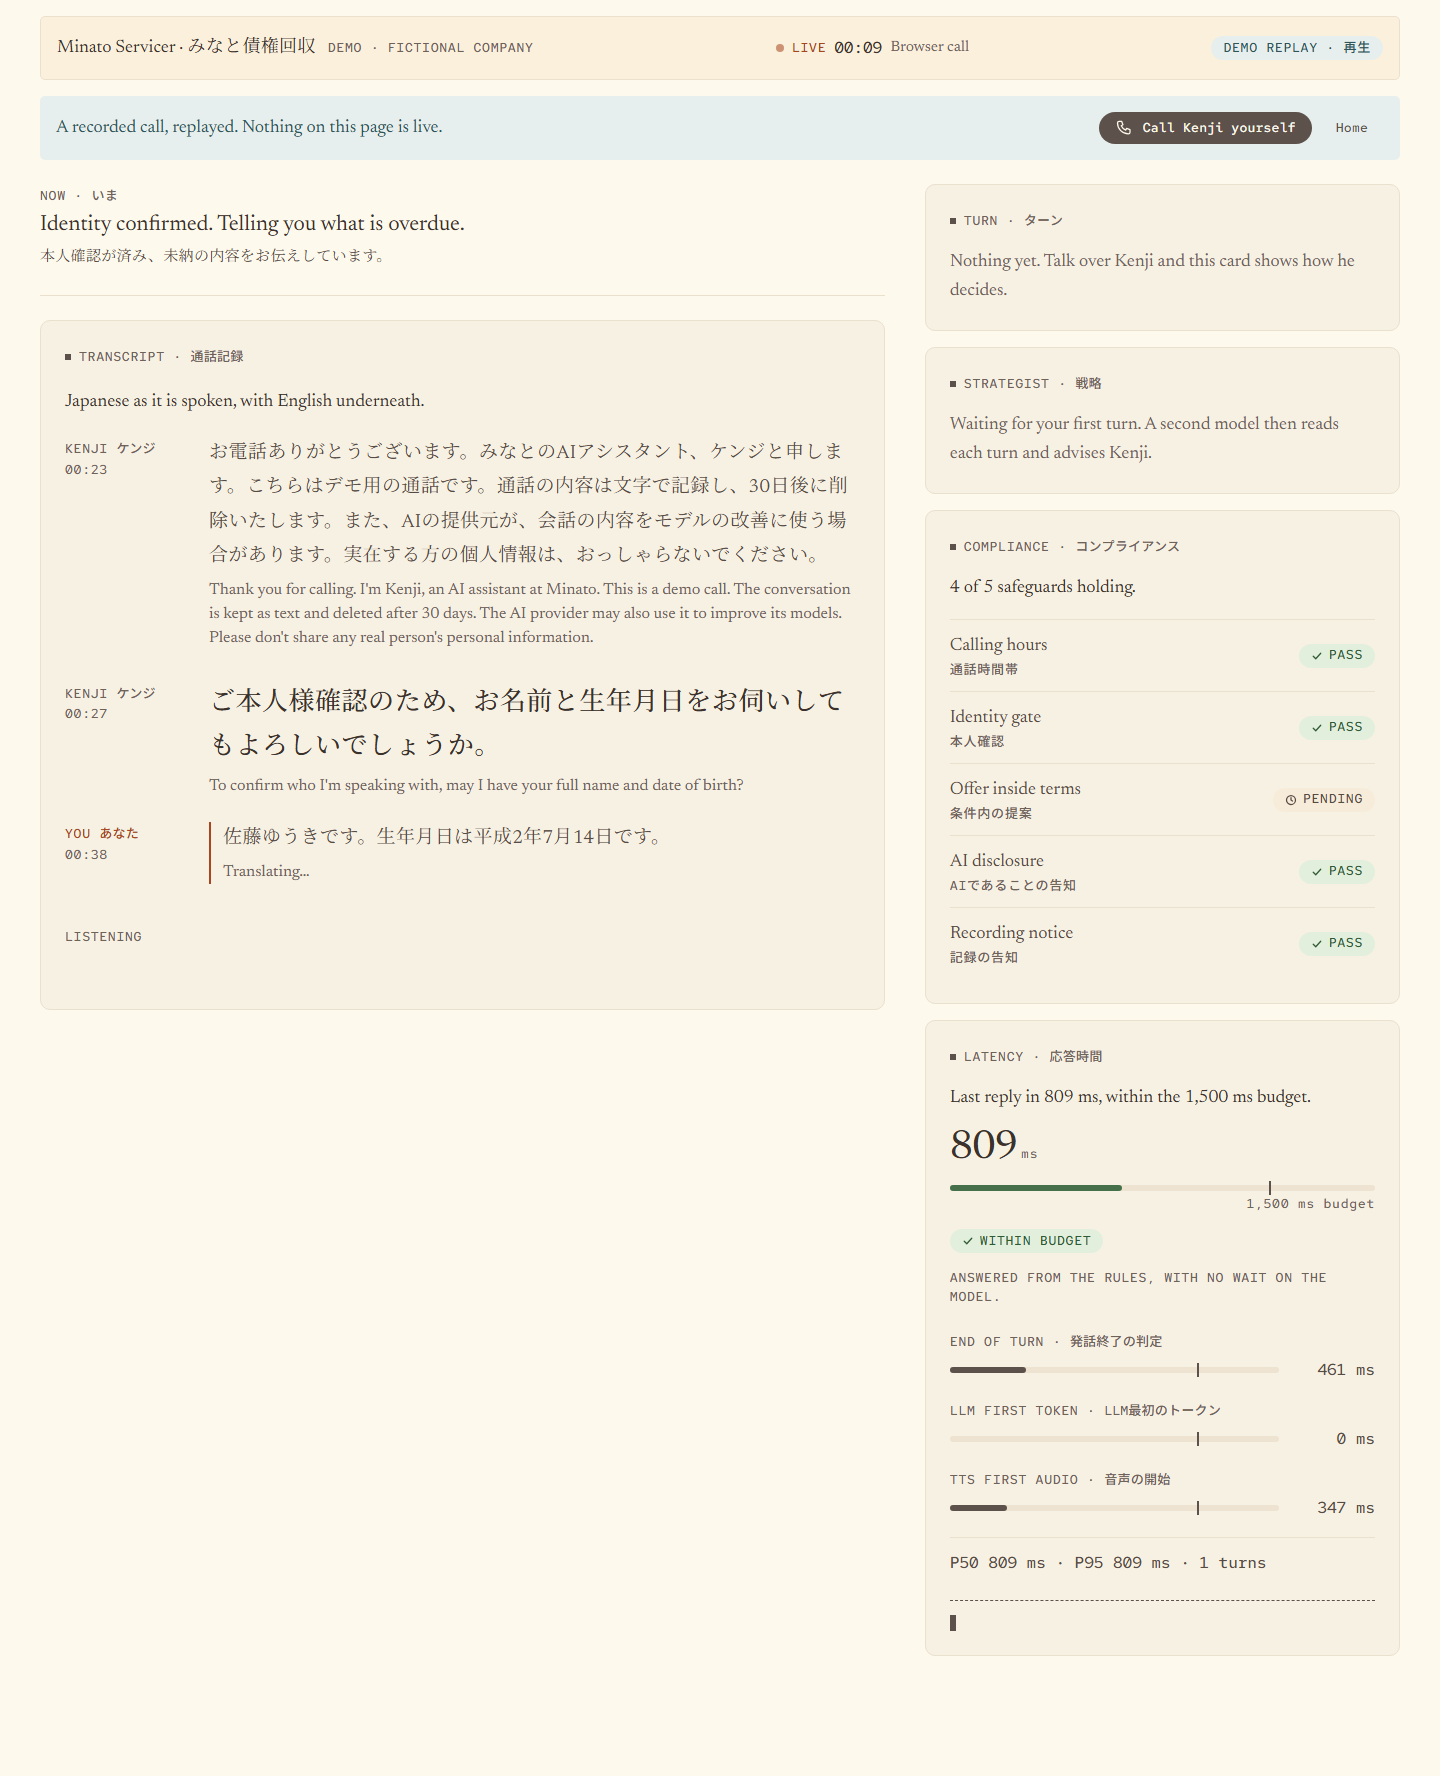 Minato Servicer · みなと債権回収 DEMO · FICTIONAL COMPANY
LIVE 00:09 Browser call
DEMO REPLAY · 再生
A recorded call, replayed. Nothing on this page is live.
Call Kenji yourself
Home
NOW · いま
Identity confirmed. Telling you what is overdue.
本人確認が済み、未納の内容をお伝えしています。
TRANSCRIPT · 通話記録
Japanese as it is spoken, with English underneath.
KENJI ケンジ
00:23
お電話ありがとうございます。みなとのAIアシスタント、ケンジと申しま
す。こちらはデモ用の通話です。通話の内容は文字で記録し、30日後に削
除いたします。また、AIの提供元が、会話の内容をモデルの改善に使う場
合があります。実在する方の個人情報は、おっしゃらないでください。
Thank you for calling. I'm Kenji, an AI assistant at Minato. This is a demo call. The conversation
is kept as text and deleted after 30 days. The AI provider may also use it to improve its models.
Please don't share any real person's personal information.
KENJI ケンジ
00:27
ご本人様確認のため、お名前と生年月日をお伺いして
もよろしいでしょうか。
To confirm who I'm speaking with, may I have your full name and date of birth?
YOU あなた
00:38
佐藤ゆうきです。生年月日は平成2年7月14日です。
Translating…
LISTENING
TURN · ターン
Nothing yet. Talk over Kenji and this card shows how he
decides.
STRATEGIST · 戦略
Waiting for your first turn. A second model then reads
each turn and advises Kenji.
COMPLIANCE · コンプライアンス
4 of 5 safeguards holding.
Calling hours
通話時間帯
PASS
Identity gate
本人確認
PASS
Offer inside terms
条件内の提案
PENDING
AI disclosure
AIであることの告知
PASS
Recording notice
記録の告知
PASS
LATENCY · 応答時間
Last reply in 809 ms, within the 1,500 ms budget.
809 ms
1,500 ms budget
WITHIN BUDGET
ANSWERED FROM THE RULES, WITH NO WAIT ON THE
MODEL.
END OF TURN · 発話終了の判定
461 ms
LLM FIRST TOKEN · LLM最初のトークン
0 ms
TTS FIRST AUDIO · 音声の開始
347 ms
P50 809 ms · P95 809 ms · 1 turns